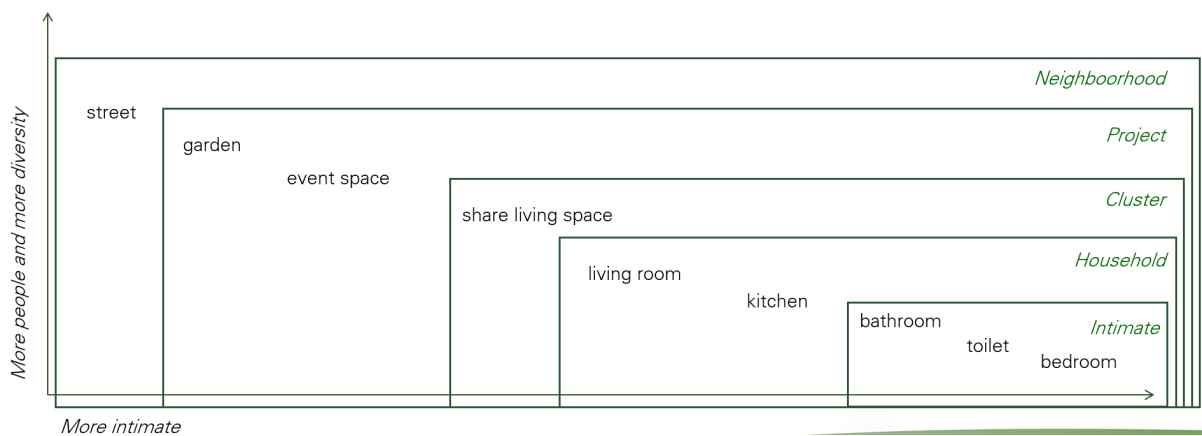 Neighboorhood
street
Project
garden
event space
Cluster
share living space
Household
living room
kitchen
bathroom
Intimate
toilet
bedroom
More people and more diversity
More intimate